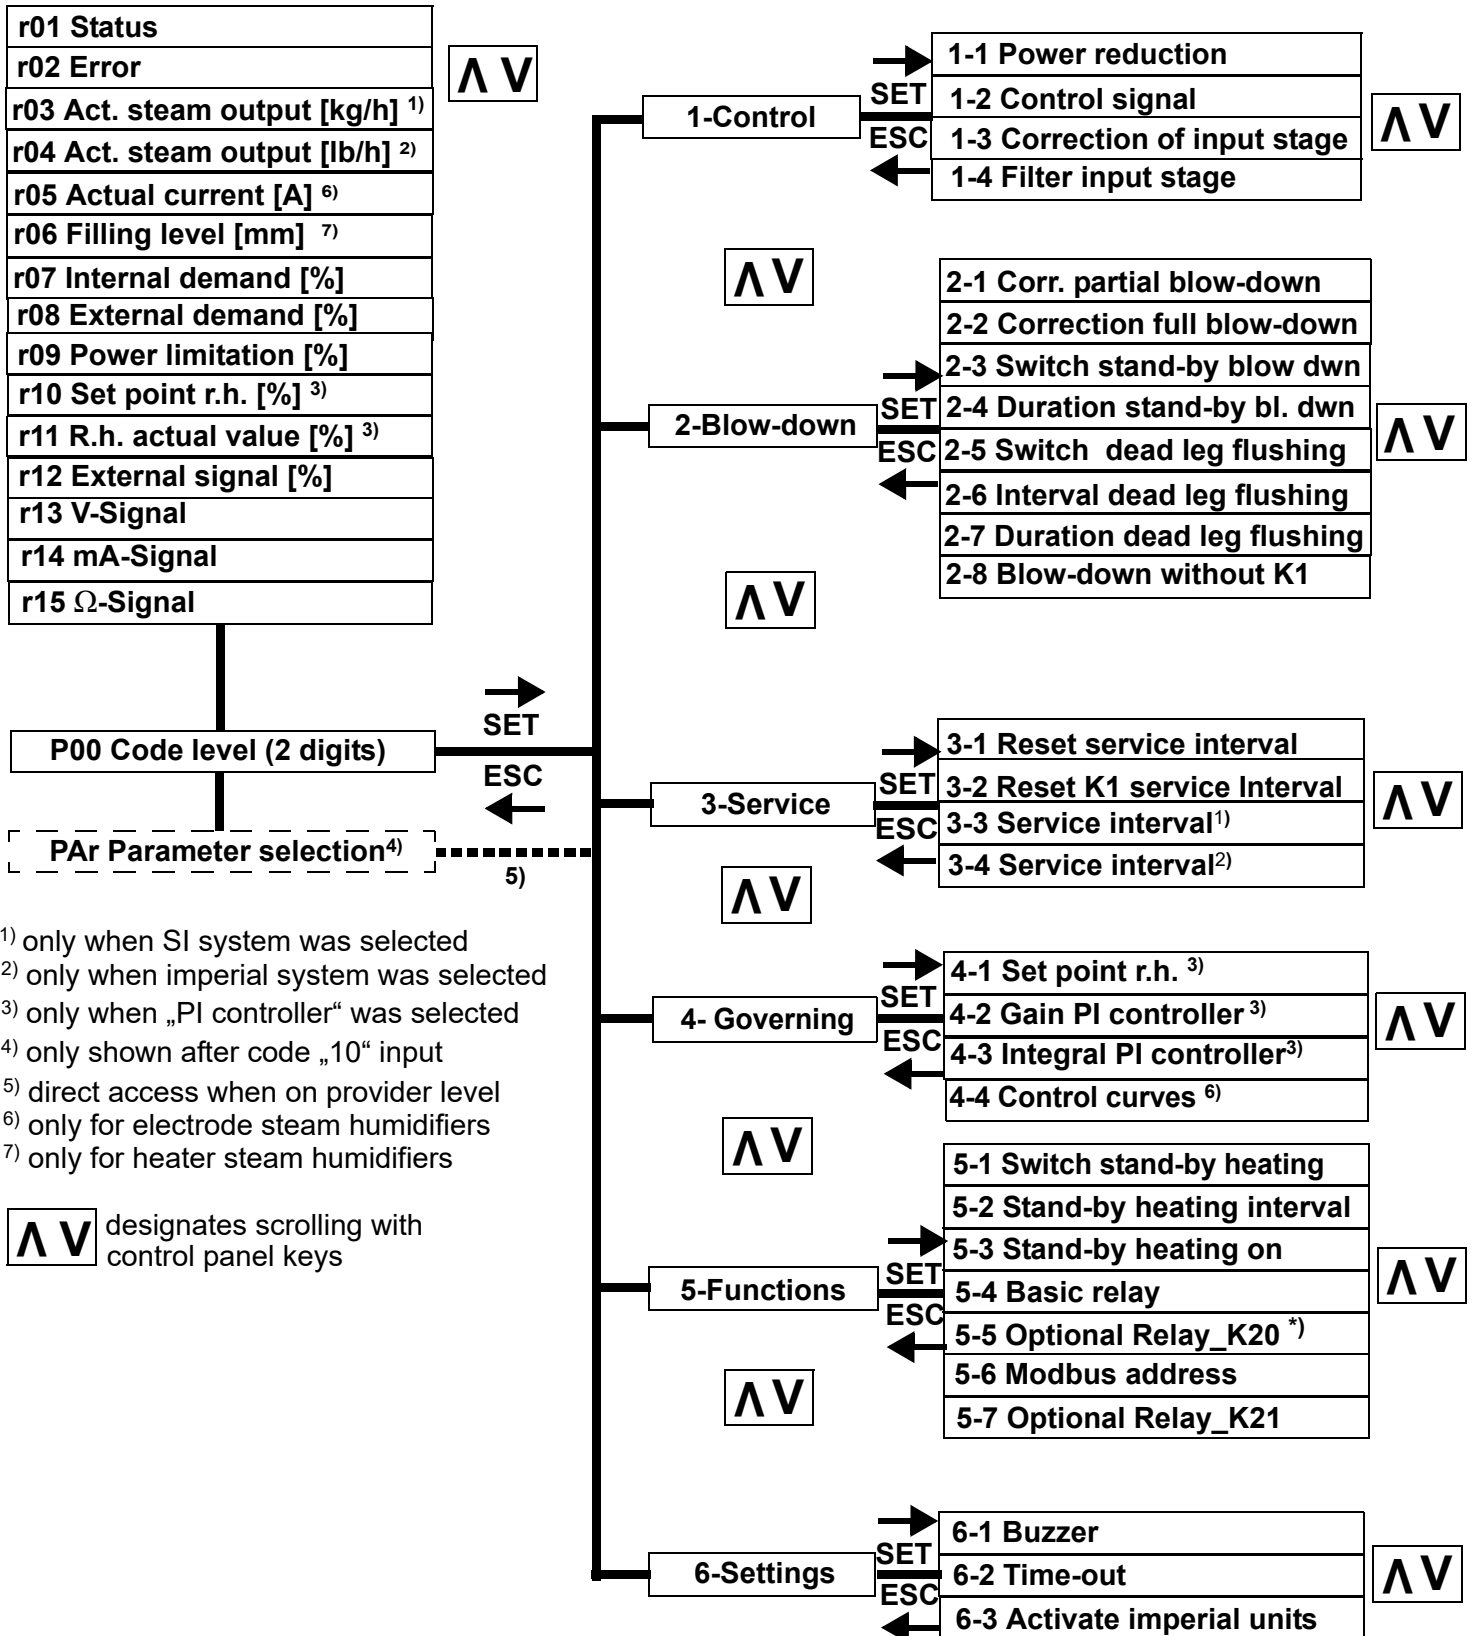 r01 Status
r02 Error
r03 Act. steam output [kg/h] 1)
r04 Act. steam output [lb/h] 2)
r05 Actual current [A] 6)
r06 Filling level [mm] 7)
r07 Internal demand [%]
r08 External demand [%]
r09 Power limitation [%]
r10 Set point r.h. [%] 3)
r11 R.h. actual value [%] 3)
r12 External signal [%]
r13 V-Signal
r14 mA-Signal
r15 Ω-Signal
Λ V
P00 Code level (2 digits)
SET
ESC
PAr Parameter selection4)
5)
1) only when SI system was selected
2) only when imperial system was selected
3) only when „PI controller“ was selected
4) only shown after code „10“ input
5) direct access when on provider level
6) only for electrode steam humidifiers
7) only for heater steam humidifiers
Λ V designates scrolling with
control panel keys
1-Control
SET
ESC
1-1 Power reduction
1-2 Control signal
1-3 Correction of input stage
1-4 Filter input stage
Λ V
Λ V
2-Blow-down
SET
ESC
2-1 Corr. partial blow-down
2-2 Correction full blow-down
2-3 Switch stand-by blow dwn
2-4 Duration stand-by bl. dwn
2-5 Switch dead leg flushing
2-6 Interval dead leg flushing
2-7 Duration dead leg flushing
2-8 Blow-down without K1
Λ V
Λ V
3-Service
SET
ESC
3-1 Reset service interval
3-2 Reset K1 service Interval
3-3 Service interval1)
3-4 Service interval2)
Λ V
Λ V
4- Governing
SET
ESC
4-1 Set point r.h. 3)
4-2 Gain PI controller 3)
4-3 Integral PI controller3)
4-4 Control curves 6)
Λ V
Λ V
5-Functions
SET
ESC
5-1 Switch stand-by heating
5-2 Stand-by heating interval
5-3 Stand-by heating on
5-4 Basic relay
5-5 Optional Relay_K20 *)
5-6 Modbus address
5-7 Optional Relay_K21
Λ V
Λ V
6-Settings
SET
ESC
6-1 Buzzer
6-2 Time-out
6-3 Activate imperial units
Λ V